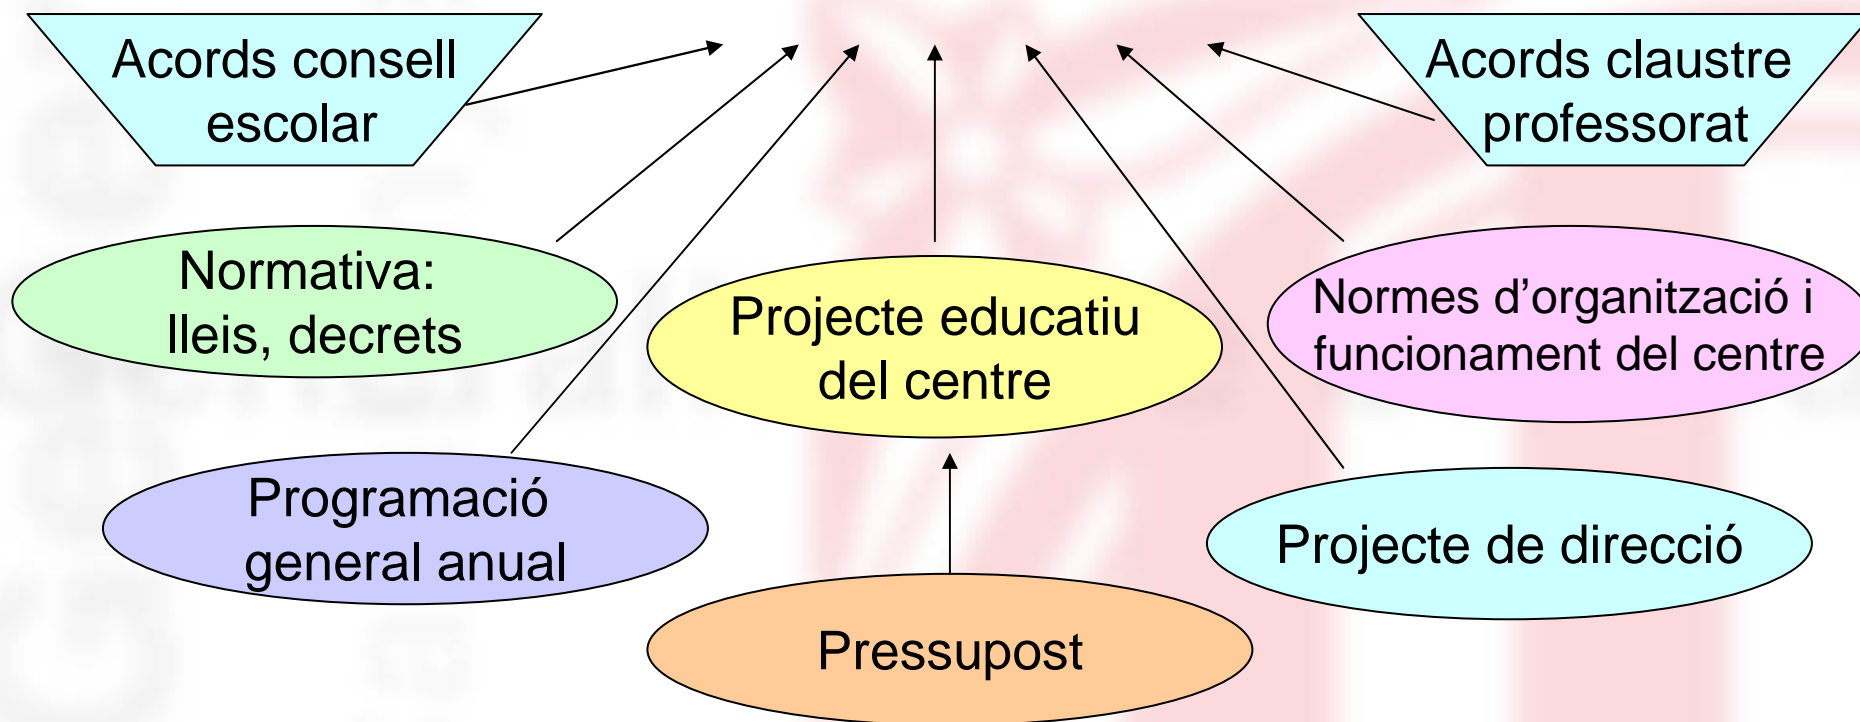 Acords consell
escolar
Acords claustre
professorat
Normativa:
lleis, decrets
Projecte educatiu
del centre
Normes d’organització i
funcionament del centre
Programació
general anual
Projecte de direcció
Pressupost